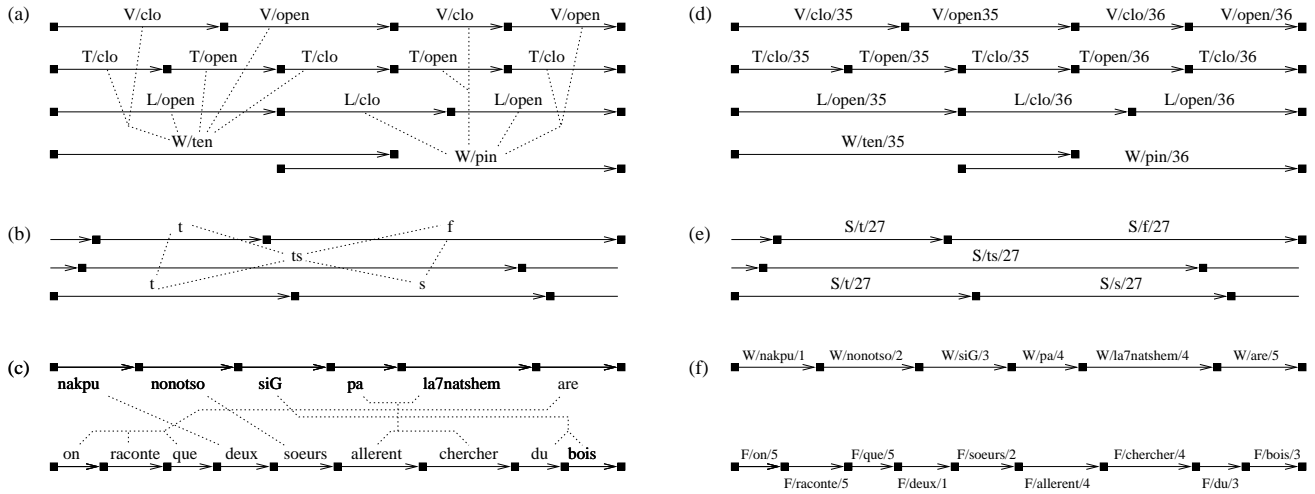 (a) V/clo V/open V/clo V/open
T/clo T/open T/clo T/open T/clo
L/open L/clo L/open
W/ten
W/pin
(b) t f
ts
t s
(c)
nakpu nonotso siG pa la7natshem are
on raconte que deux soeurs allerent chercher du bois
(d) V/clo/35 V/open35 V/clo/36 V/open/36
T/clo/35 T/open/35 T/clo/35 T/open/36 T/clo/36
L/open/35 L/clo/36 L/open/36
W/ten/35
W/pin/36
(e) S/t/27 S/f/27
S/ts/27
S/t/27 S/s/27
(f) W/nakpu/1 W/nonotso/2 W/siG/3 W/pa/4 W/la7natshem/4 W/are/5
F/on/5 F/que/5 F/soeurs/2 F/chercher/4 F/bois/3
F/raconte/5 F/deux/1 F/allerent/4 F/du/3